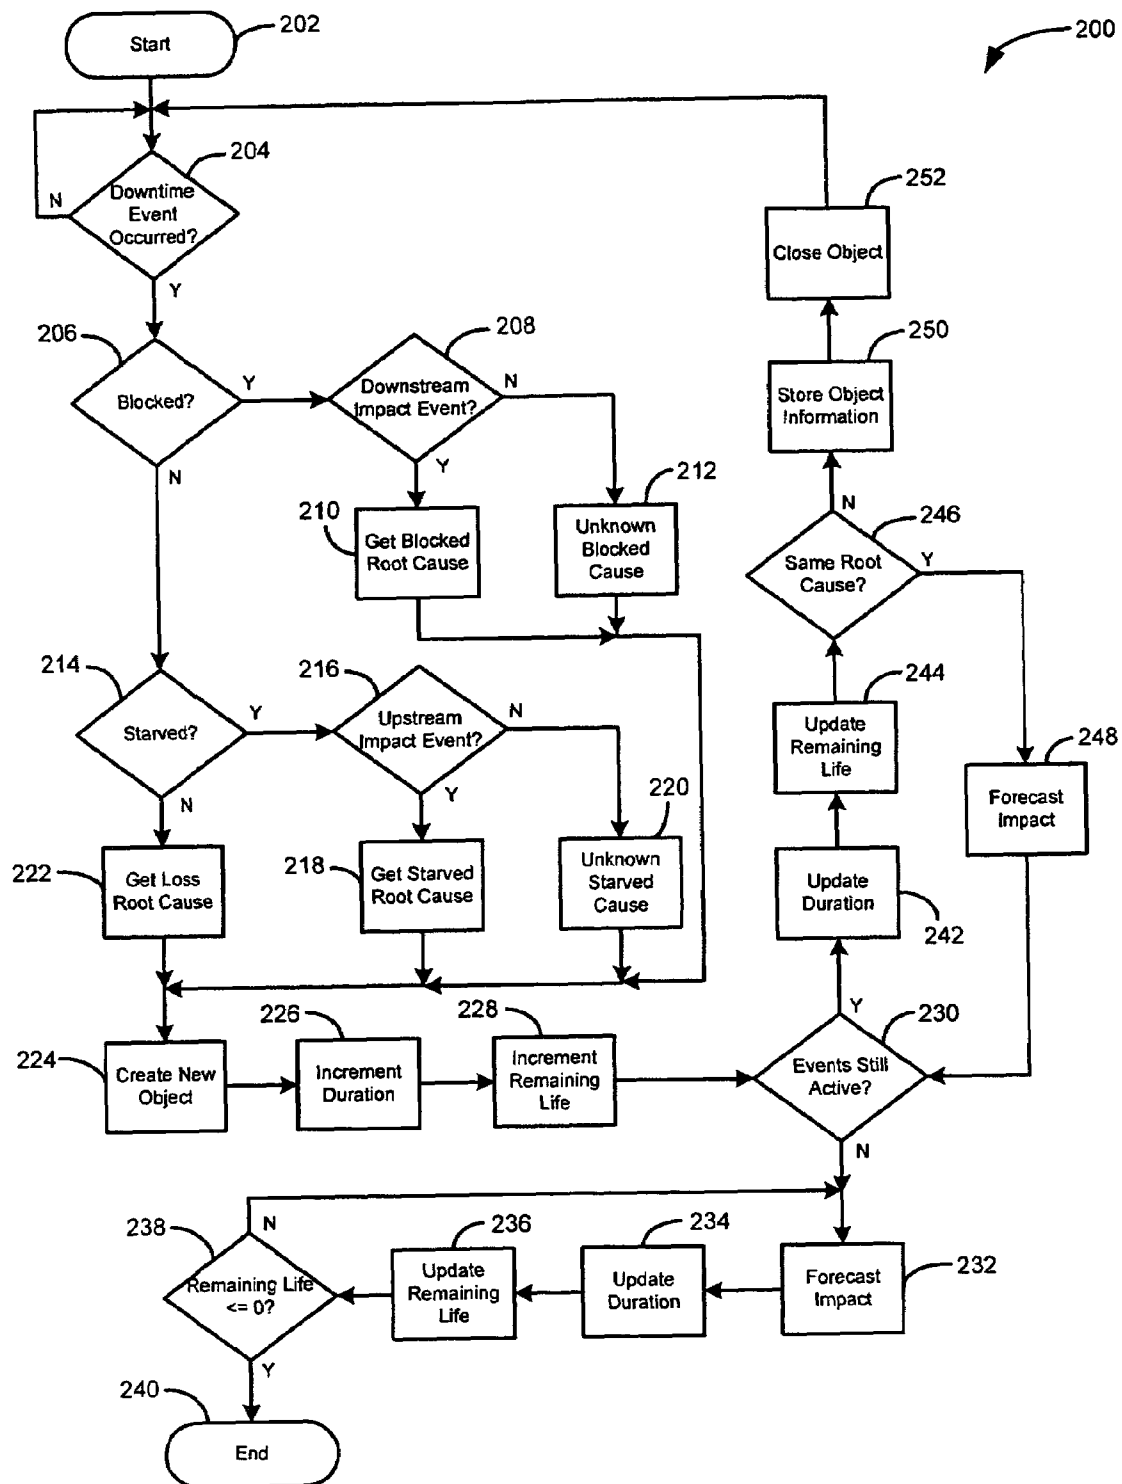 Start
202
200
204
Downtime
Event
Occurred?
N
Y
252
Close Object
206
Blocked?
Y
N
208
Downstream
Impact Event?
N
Y
250
Store Object
Information
210
Get Blocked
Root Cause
212
Unknown
Blocked
Cause
N
246
Same Root
Cause?
Y
214
Starved?
Y
N
216
Upstream
Impact Event?
N
Y
244
Update
Remaining
Life
248
Forecast
Impact
222
Get Loss
Root Cause
218
Get Starved
Root Cause
220
Unknown
Starved
Cause
Update
Duration
242
224
Create New
Object
226
Increment
Duration
228
Increment
Remaining
Life
Y
230
Events Still
Active?
N
238
N
Remaining Life
<= 0?
Y
236
Update
Remaining
Life
234
Update
Duration
Forecast
Impact
232
240
End